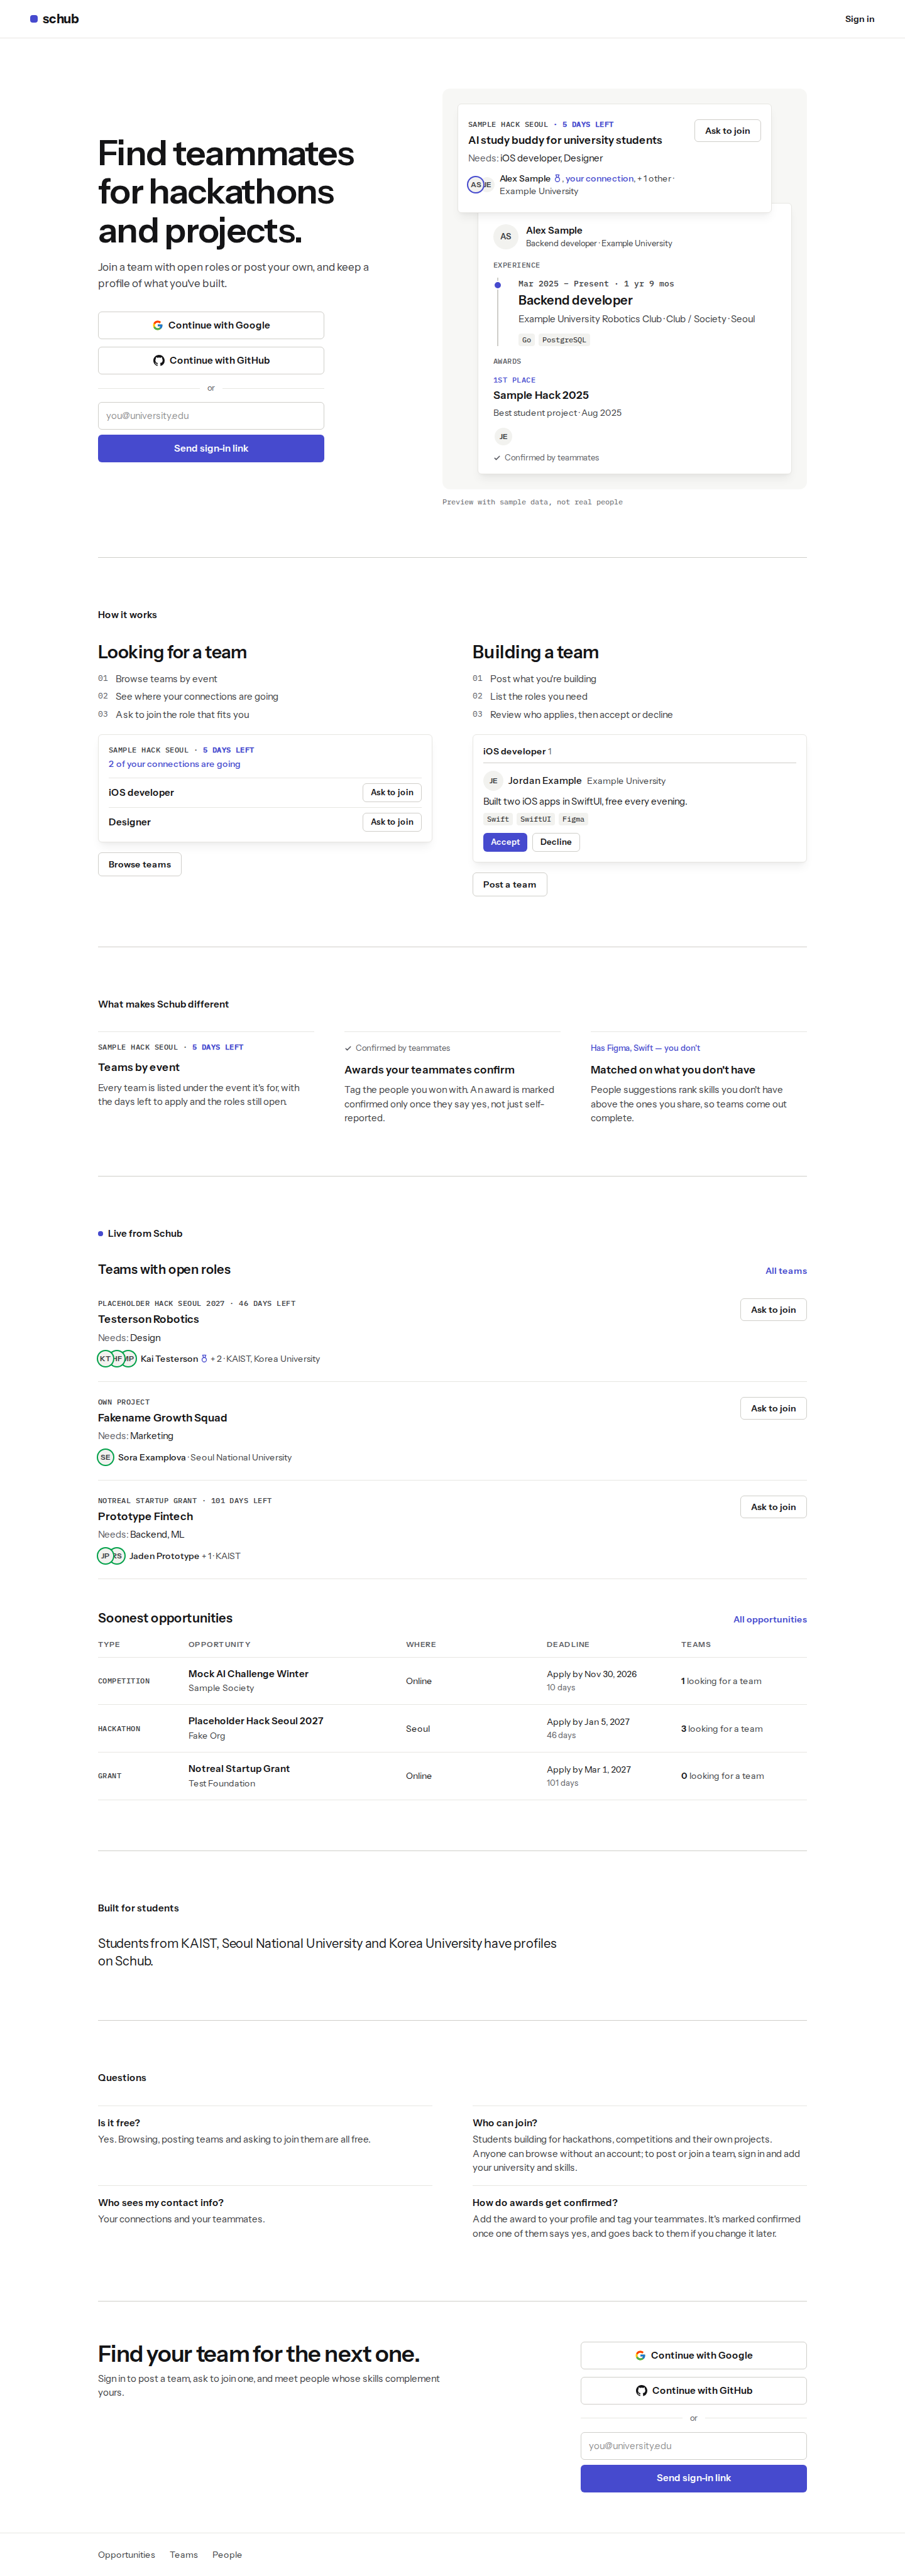 schub
Sign in
Find teammates
for hackathons
and projects.
Join a team with open roles or post your own, and keep a
profile of what you've built.
Continue with Google
Continue with GitHub
or
you@university.edu
Send sign-in link
SAMPLE HACK SEOUL · 5 DAYS LEFT
AI study buddy for university students
Needs: iOS developer, Designer
AS JE
Alex Sample , your connection, + 1 other ·
Example University
Ask to join
AS
Alex Sample
Backend developer · Example University
EXPERIENCE
Mar 2025 – Present · 1 yr 9 mos
Backend developer
Example University Robotics Club · Club / Society · Seoul
Go PostgreSQL
AWARDS
1ST PLACE
Sample Hack 2025
Best student project · Aug 2025
JE
Confirmed by teammates
Preview with sample data, not real people
How it works
Looking for a team
01 Browse teams by event
02 See where your connections are going
03 Ask to join the role that fits you
SAMPLE HACK SEOUL · 5 DAYS LEFT
2 of your connections are going
iOS developer Ask to join
Designer Ask to join
Browse teams
Building a team
01 Post what you're building
02 List the roles you need
03 Review who applies, then accept or decline
iOS developer 1
JE Jordan Example Example University
Built two iOS apps in SwiftUI, free every evening.
Swift SwiftUI Figma
Accept Decline
Post a team
What makes Schub different
SAMPLE HACK SEOUL · 5 DAYS LEFT
Teams by event
Every team is listed under the event it's for, with
the days left to apply and the roles still open.
Confirmed by teammates
Awards your teammates confirm
Tag the people you won with. An award is marked
confirmed only once they say yes, not just self-
reported.
Has Figma, Swift — you don't
Matched on what you don't have
People suggestions rank skills you don't have
above the ones you share, so teams come out
complete.
Live from Schub
Teams with open roles
All teams
PLACEHOLDER HACK SEOUL 2027 · 46 DAYS LEFT
Testerson Robotics
Needs: Design
KT HF MP Kai Testerson + 2 · KAIST, Korea University
Ask to join
OWN PROJECT
Fakename Growth Squad
Needs: Marketing
SE Sora Examplova · Seoul National University
Ask to join
NOTREAL STARTUP GRANT · 101 DAYS LEFT
Prototype Fintech
Needs: Backend, ML
JP RS Jaden Prototype + 1 · KAIST
Ask to join
Soonest opportunities
All opportunities
TYPE OPPORTUNITY WHERE DEADLINE TEAMS
COMPETITION
Mock AI Challenge Winter
Sample Society
Online
Apply by Nov 30, 2026
10 days
1 looking for a team
HACKATHON
Placeholder Hack Seoul 2027
Fake Org
Seoul
Apply by Jan 5, 2027
46 days
3 looking for a team
GRANT
Notreal Startup Grant
Test Foundation
Online
Apply by Mar 1, 2027
101 days
0 looking for a team
Built for students
Students from KAIST, Seoul National University and Korea University have profiles
on Schub.
Questions
Is it free?
Yes. Browsing, posting teams and asking to join them are all free.
Who can join?
Students building for hackathons, competitions and their own projects.
Anyone can browse without an account; to post or join a team, sign in and add
your university and skills.
Who sees my contact info?
Your connections and your teammates.
How do awards get confirmed?
Add the award to your profile and tag your teammates. It's marked confirmed
once one of them says yes, and goes back to them if you change it later.
Find your team for the next one.
Sign in to post a team, ask to join one, and meet people whose skills complement
yours.
Continue with Google
Continue with GitHub
or
you@university.edu
Send sign-in link
Opportunities Teams People